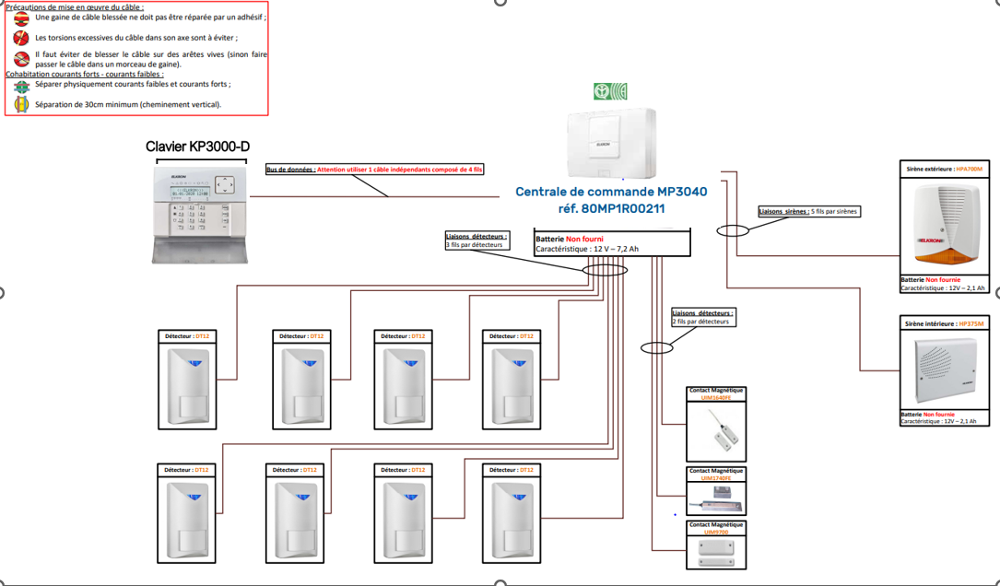 Précautions de mise en œuvre du câble :
Une gaine de câble blessée ne doit pas être réparée par un adhésif ;
Les torsions excessives du câble dans son axe sont à éviter ;
Il faut éviter de blesser le câble sur des arêtes vives (sinon faire
passer le câble dans un morceau de gaine).
Cohabitation courants forts - courants faibles :
Séparer physiquement courants faibles et courants forts ;
Séparation de 30cm minimum (cheminement vertical).
Clavier KP3000-D
Bus de données : Attention utiliser 1 câble indépendants composé de 4 fils
ELKRON
Centrale de commande MP3040
réf. 80MP1R00211
Batterie Non fourni
Caractéristique : 12 V – 7,2 Ah
Liaisons détecteurs :
3 fils par détecteurs
Liaisons sirènes : 5 fils par sirènes
Sirène extérieure : HPA700M
ELKRON
Batterie Non fournie
Caractéristique : 12V – 2,1 Ah
Liaisons détecteurs :
2 fils par détecteurs
Sirène intérieure : HP375M
Batterie Non fournie
Caractéristique : 12V – 2,1 Ah
Détecteur : DT12
Détecteur : DT12
Détecteur : DT12
Détecteur : DT12
Contact Magnétique
UIM1640FE
Détecteur : DT12
Détecteur : DT12
Détecteur : DT12
Détecteur : DT12
Contact Magnétique
UIM1740FE
Contact Magnétique
UIM9700